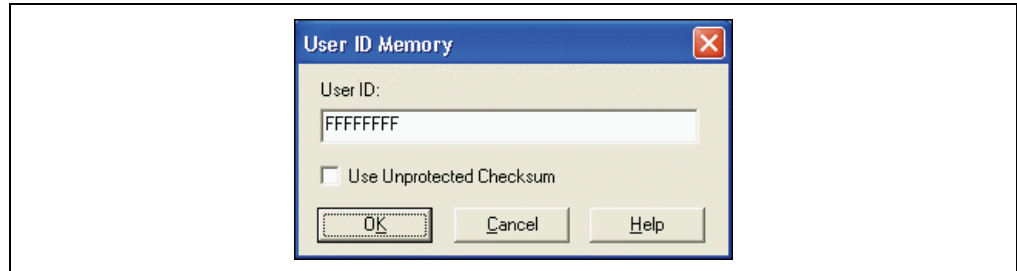 User ID Memory
User ID:
FFFFFFFF
Use Unprotected Checksum
OK Cancel Help